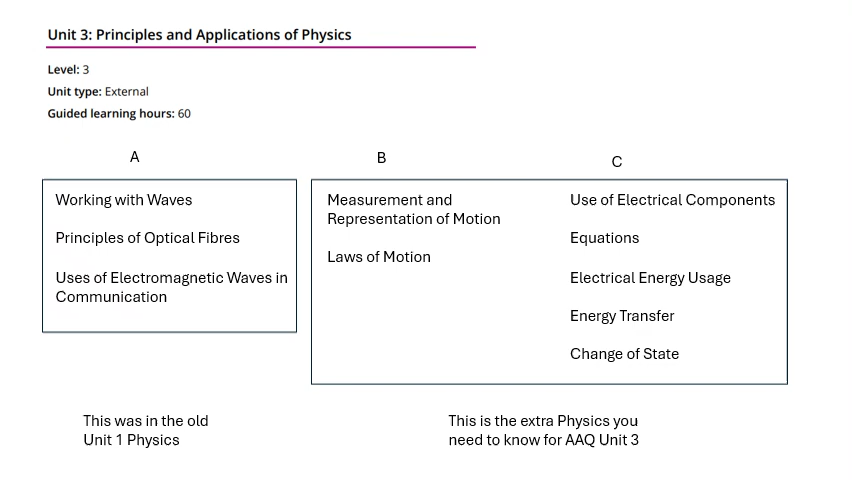 Unit 3: Principles and Applications of Physics
Level: 3
Unit type: External
Guided learning hours: 60
A
Working with Waves
Principles of Optical Fibres
Uses of Electromagnetic Waves in
Communication
B
Measurement and
Representation of Motion
Laws of Motion
C
Use of Electrical Components
Equations
Electrical Energy Usage
Energy Transfer
Change of State
This was in the old
Unit 1 Physics
This is the extra Physics you
need to know for AAQ Unit 3